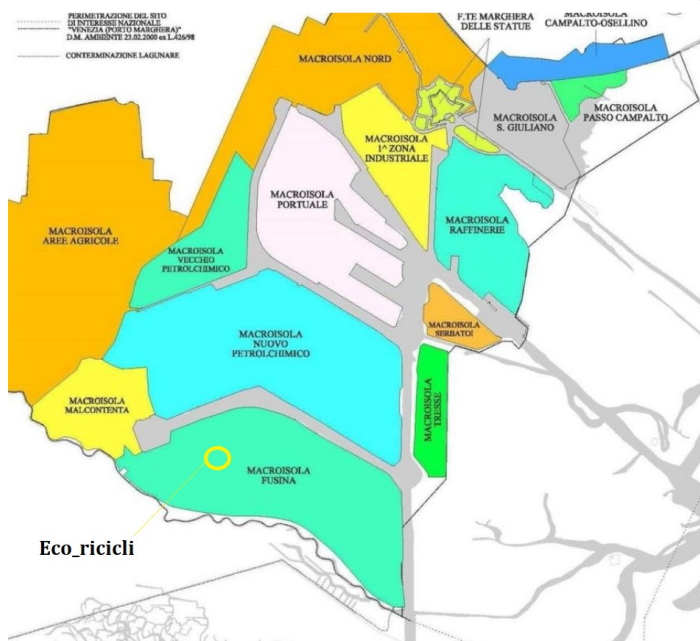 PERIMETRAZIONE DEL SITO
DI INTERESSE NAZIONALE
"VENEZIA (PORTO MARGHERA)
D.M. AMBIENTE 23.02.2000 ex L.426/98
CONTERMINAZIONE LAGUNARE
F.TE MARGHERA
DELLE STATUE
MACROISOLA
CAMPALTO-OSELLINO
MACROISOLA NORD
MACROISOLA
PASSO CAMPALTO
MACROISOLA
S. GIULIANO
MACROISOLA
1^ ZONA
INDUSTRIALE
MACROISOLA
PORTUALE
MACROISOLA
RAFFINERIE
MACROISOLA
AREE AGRICOLE
MACROISOLA
VECCHIO
PETROLCHIMICO
MACROISOLA
SERBATOI
MACROISOLA
NUOVO
PETROLCHIMICO
MACROISOLA
TRESSE
MACROISOLA
MALCONTENTA
MACROISOLA
FUSINA
Eco_ricicli